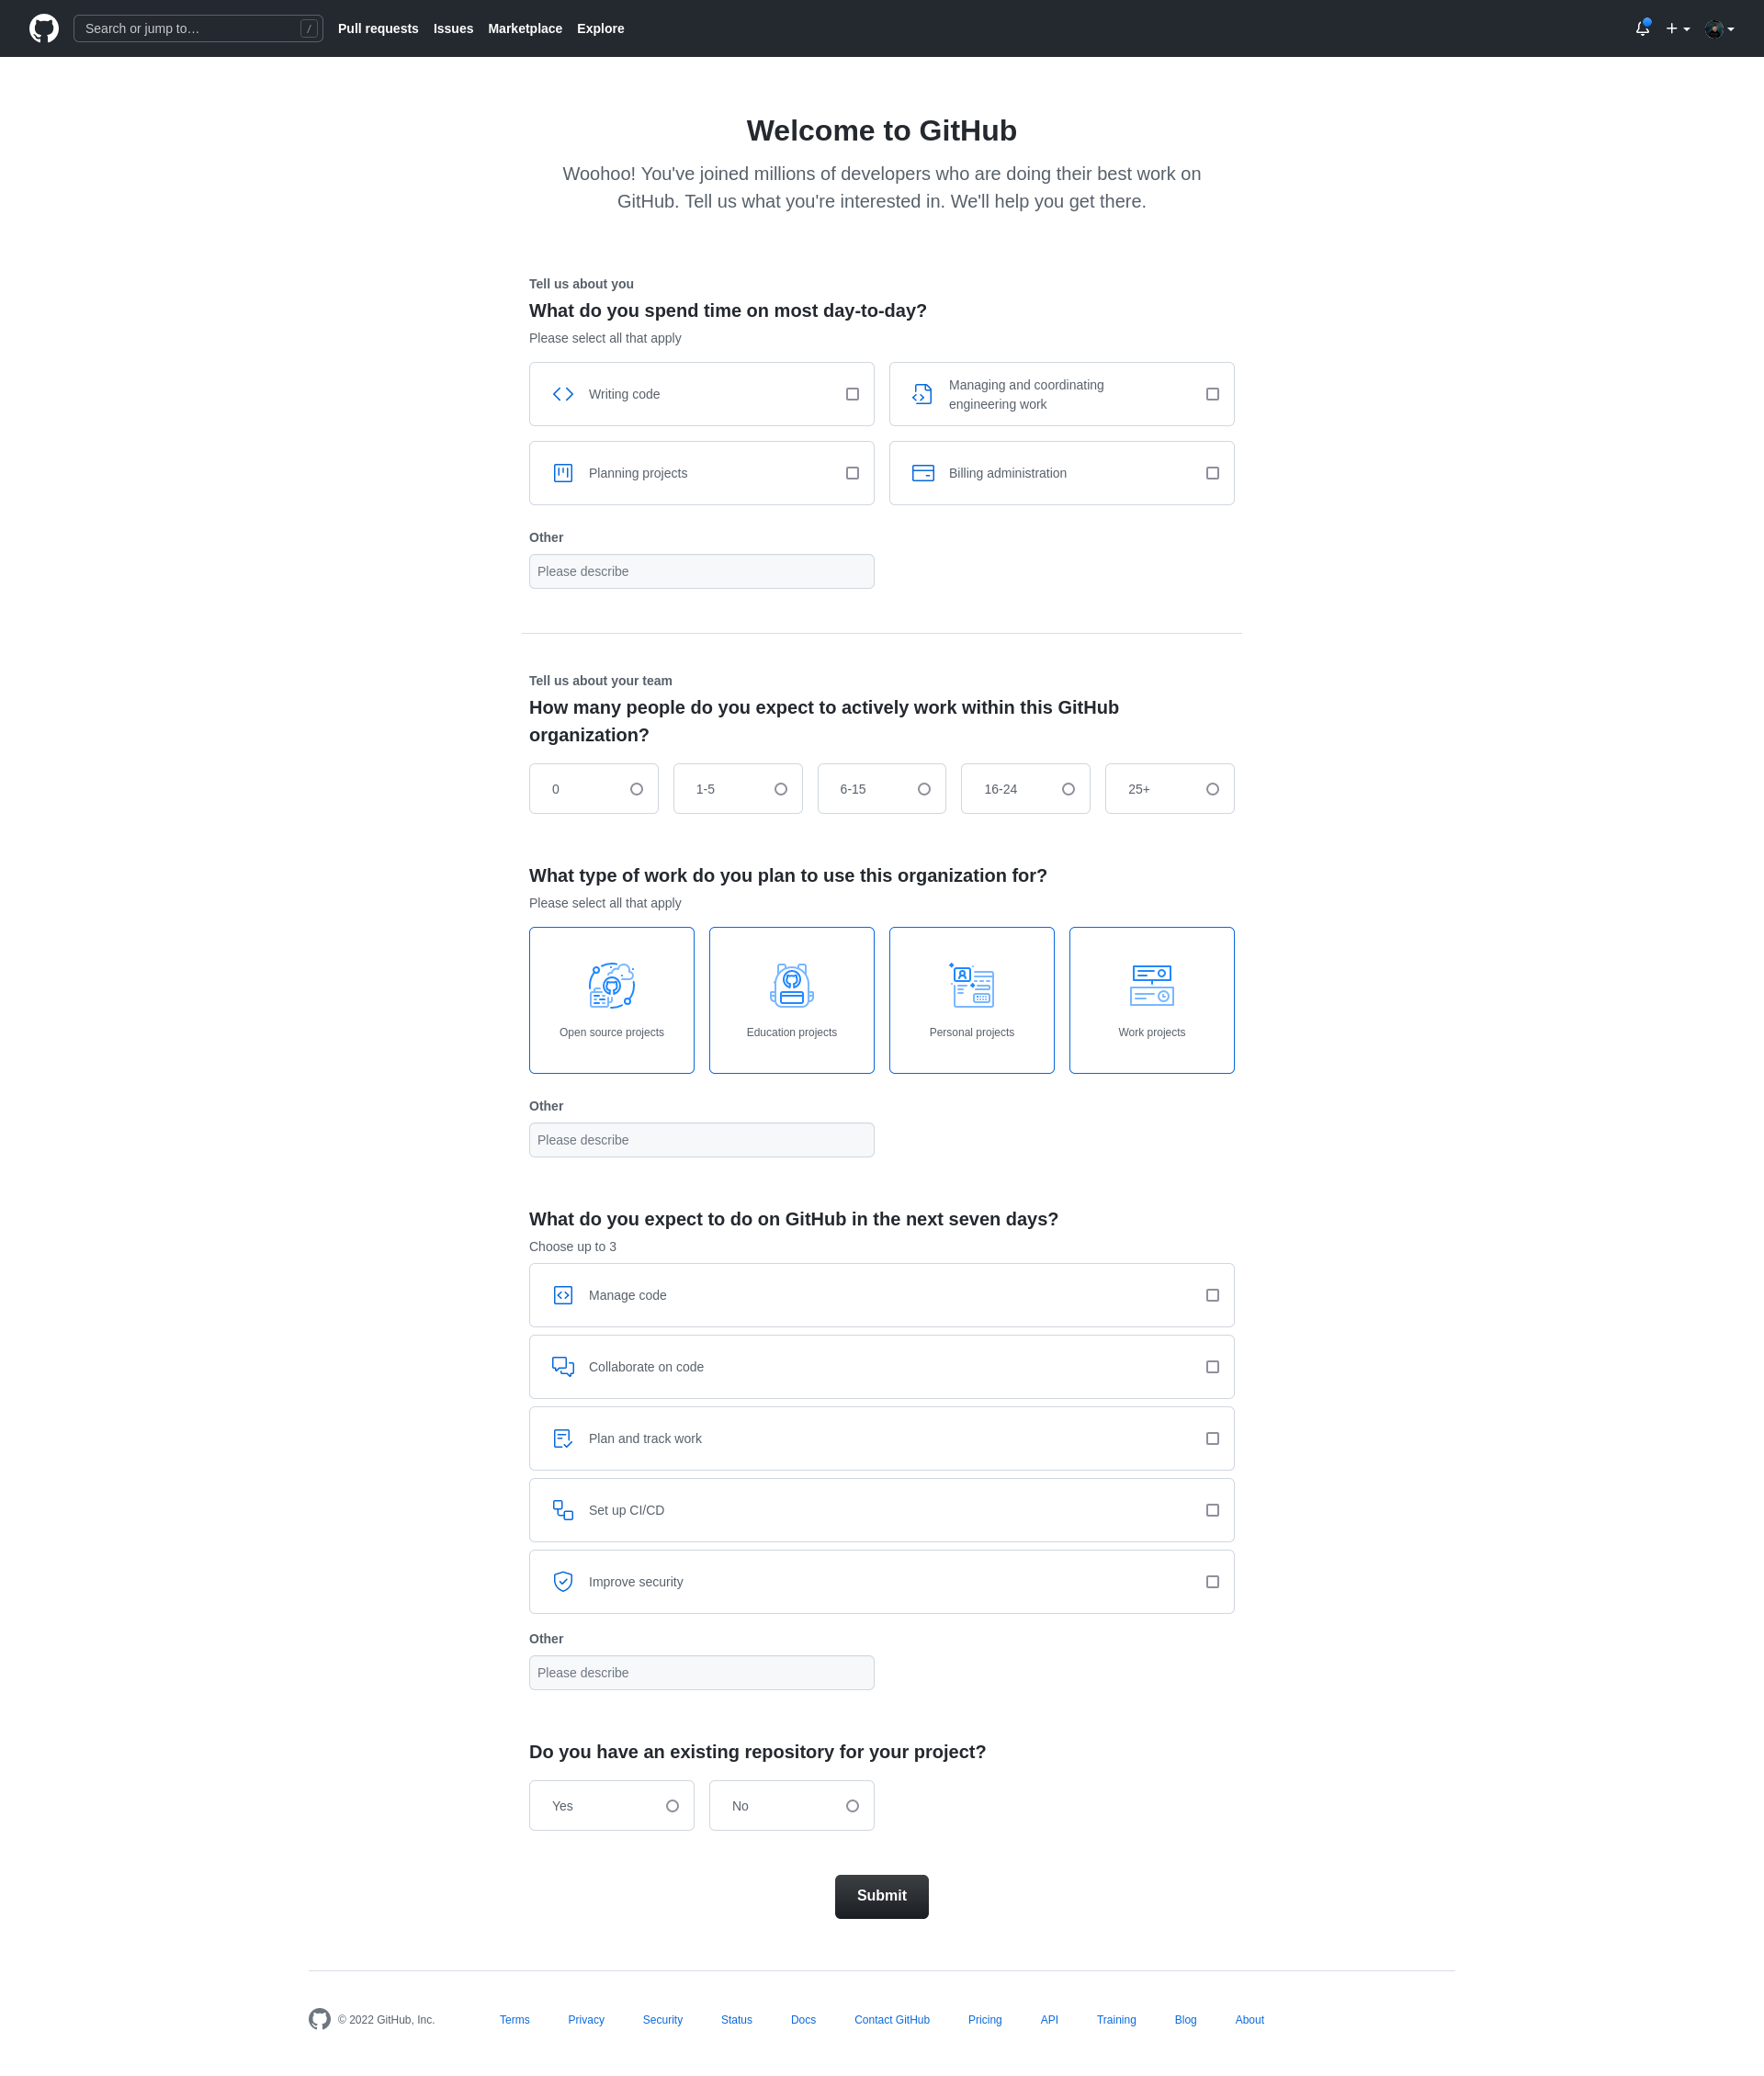 Search or jump to…
/
Pull requests
Issues
Marketplace
Explore
Welcome to GitHub
Woohoo! You've joined millions of developers who are doing their best work on
GitHub. Tell us what you're interested in. We'll help you get there.
Tell us about you
What do you spend time on most day-to-day?
Please select all that apply
Writing code
Managing and coordinating
engineering work
Planning projects
Billing administration
Other
Please describe
Tell us about your team
How many people do you expect to actively work within this GitHub
organization?
0
1-5
6-15
16-24
25+
What type of work do you plan to use this organization for?
Please select all that apply
Open source projects
Education projects
Personal projects
Work projects
Other
Please describe
What do you expect to do on GitHub in the next seven days?
Choose up to 3
Manage code
Collaborate on code
Plan and track work
Set up CI/CD
Improve security
Other
Please describe
Do you have an existing repository for your project?
Yes
No
Submit
© 2022 GitHub, Inc.
Terms
Privacy
Security
Status
Docs
Contact GitHub
Pricing
API
Training
Blog
About